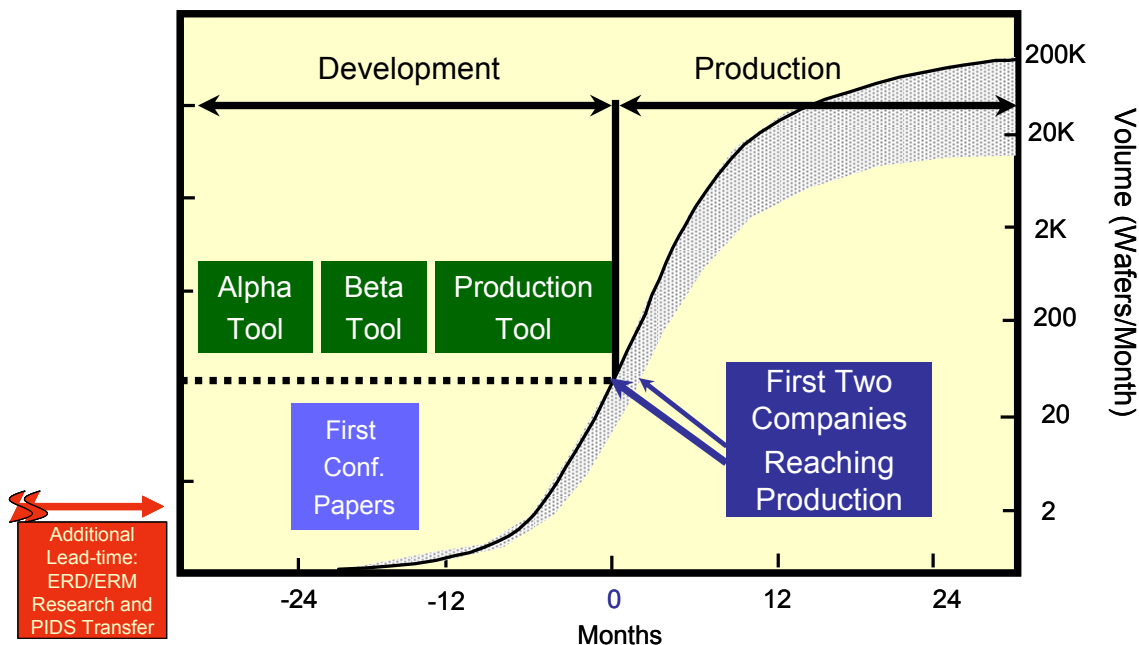 Development
Production
Alpha
Tool
Beta
Tool
Production
Tool
First
Conf.
Papers
First Two
Companies
Reaching
Production
Additional
Lead-time:
ERD/ERM
Research and
PIDS Transfer
200K
20K
2K
200
20
2
Volume (Wafers/Month)
-24
-12
0
12
24
Months